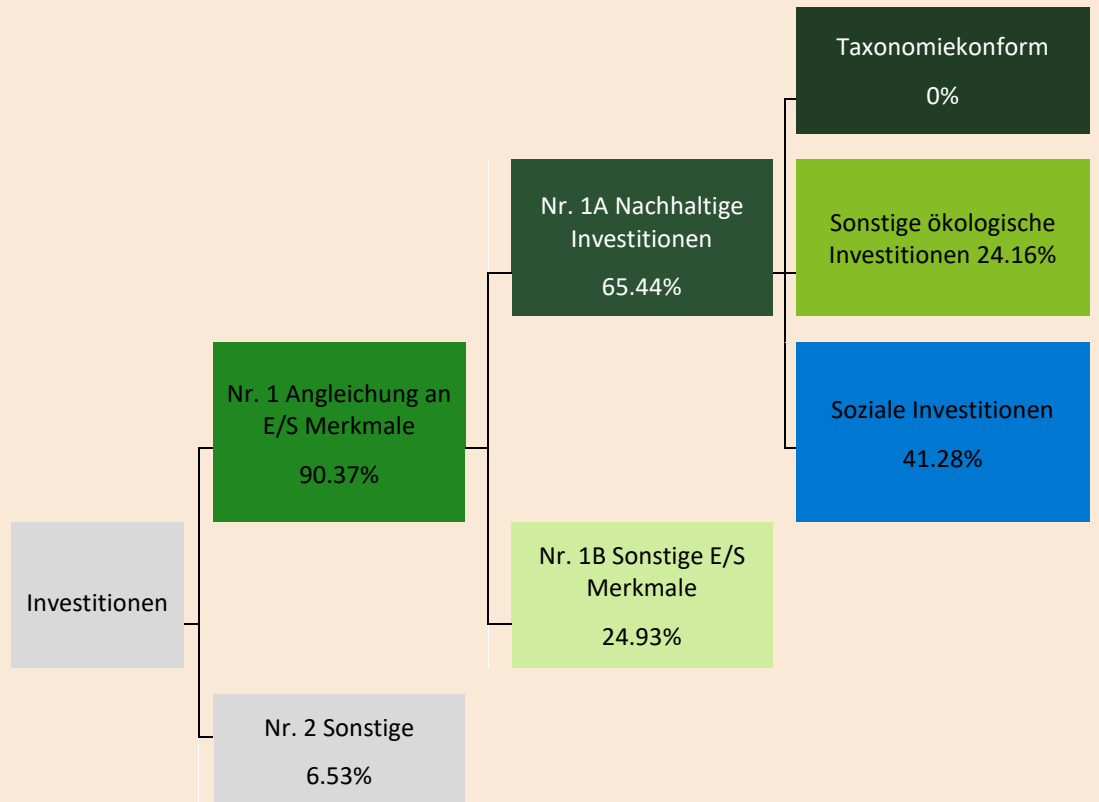 Taxonomiekonform
0%
Nr. 1A Nachhaltige
Investitionen
65.44%
Sonstige ökologische
Investitionen 24.16%
Nr. 1 Angleichung an
E/S Merkmale
90.37%
Soziale Investitionen
41.28%
Investitionen
Nr. 1B Sonstige E/S
Merkmale
24.93%
Nr. 2 Sonstige
6.53%